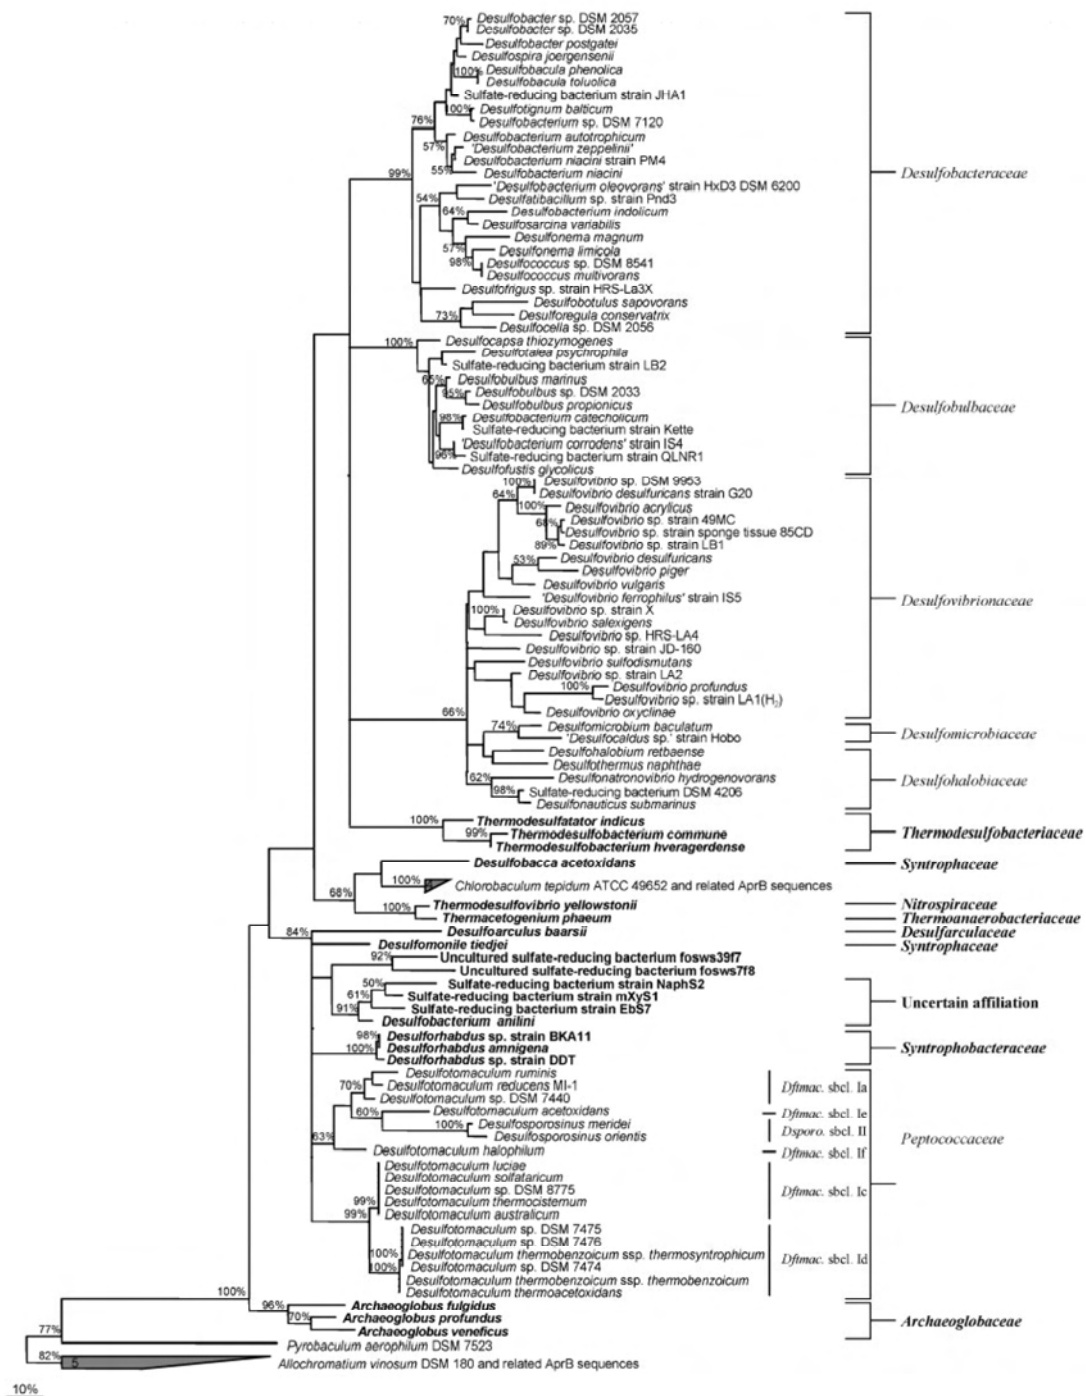 70% Desulfobacter sp. DSM 2057
Desulfobacter sp. DSM 2035
Desulfobacter postgatei
Desulfospira joergensenii
100% Desulfobacula phenolica
Desulfobacula toluolica
Sulfate-reducing bacterium strain JHA1
100% Desulfotignum balticum
Desulfobacterium sp. DSM 7120
76%
Desulfobacterium autotrophicum
57% 'Desulfobacterium zeppelinii'
Desulfobacterium niacini strain PM4
55% Desulfobacterium niacini
99% Desulfobacteraceae
'Desulfobacterium oleovorans' strain HxD3 DSM 6200
54% Desulfatibacillum sp. strain Pnd3
64% Desulfobacterium indolicum
Desulfosarcina variabilis
Desulfonema magnum
57% Desulfonema limicola
98% Desulfococcus sp. DSM 8541
Desulfococcus multivorans
Desulfofrigus sp. strain HRS-La3X
Desulfobotulus sapovorans
73% Desulforegula conservatrix
Desulfocella sp. DSM 2056
100% Desulfocapsa thiozymogenes
Desulfotalea psychrophila
Sulfate-reducing bacterium strain LB2
65% Desulfobulbus marinus
95% Desulfobulbus sp. DSM 2033
Desulfobulbus propionicus
Desulfobulbaceae
98% Desulfobacterium catecholicum
Sulfate-reducing bacterium strain Kette
'Desulfobacterium corrodens' strain IS4
96% Sulfate-reducing bacterium strain QLNR1
Desulfofustis glycolicus
100% Desulfovibrio sp. DSM 9953
64% Desulfovibrio desulfuricans strain G20
100% Desulfovibrio acrylicus
68% Desulfovibrio sp. strain 49MC
Desulfovibrio sp. strain sponge tissue 85CD
89% Desulfovibrio sp. strain LB1
53% Desulfovibrio desulfuricans
Desulfovibrio piger
Desulfovibrio vulgaris
'Desulfovibrio ferrophilus' strain IS5
Desulfovibrionaceae
100% Desulfovibrio sp. strain X
Desulfovibrio salexigens
Desulfovibrio sp. HRS-LA4
Desulfovibrio sp. strain JD-160
Desulfovibrio sulfodismutans
Desulfovibrio sp. strain LA2
100% Desulfovibrio profundus
Desulfovibrio sp. strain LA1(H2)
66% Desulfovibrio oxyclinae
74% Desulfomicrobium baculatum
'Desulfocaldus sp.' strain Hobo
Desulfomicrobiaceae
Desulfohalobium retbaense
Desulfothermus naphthae
62% Desulfonatronovibrio hydrogenovorans
Desulfohalobiaceae
98% Sulfate-reducing bacterium DSM 4206
Desulfonauticus submarinus
100% Thermodesulfatator indicus
99% Thermodesulfobacterium commune
Thermodesulfobacteriaceae
Thermodesulfobacterium hveragerdense
Desulfobacca acetoxidans Syntrophaceae
100% Chlorobaculum tepidum ATCC 49652 and related AprB sequences
68%
Thermodesulfovibrio yellowstonii Nitrospiraceae
100% Thermacetogenium phaeum Thermoanaerobacteriaceae
84% Desulfoarculus baarsii Desulfarculaceae
Desulfomonile tiedjei Syntrophaceae
92% Uncultured sulfate-reducing bacterium fosws39f7
Uncultured sulfate-reducing bacterium fosws7f8
50% Sulfate-reducing bacterium strain NaphS2
61% Sulfate-reducing bacterium strain mXyS1
Uncertain affiliation
91% Sulfate-reducing bacterium strain EbS7
Desulfobacterium anilini
98% Desulforhabdus sp. strain BKA11
100% Desulforhabdus amnigena Syntrophobacteraceae
Desulforhabdus sp. strain DDT
Desulfotomaculum ruminis
70% Desulfotomaculum reducens MI-1 Dftmac. sbcl. Ia
Desulfotomaculum sp. DSM 7440
60% Desulfotomaculum acetoxidans Dftmac. sbcl. Ie
100% Desulfosporosinus meridei
Dsporo. sbcl. II
63% Desulfosporosinus orientis
Peptococcaceae
Desulfotomaculum halophilum Dftmac. sbcl. If
Desulfotomaculum luciae
Desulfotomaculum solfataricum
Desulfotomaculum sp. DSM 8775 Dftmac. sbcl. Ic
99% Desulfotomaculum thermocisternum
99% Desulfotomaculum australicum
Desulfotomaculum sp. DSM 7475
Desulfotomaculum sp. DSM 7476
100% Desulfotomaculum thermobenzoicum ssp. thermosyntrophicum
Dftmac. sbcl. Id
100% Desulfotomaculum sp. DSM 7474
Desulfotomaculum thermobenzoicum ssp. thermobenzoicum
Desulfotomaculum thermoacetoxidans
100%
96% Archaeoglobus fulgidus
70% Archaeoglobus profundus Archaeoglobaceae
Archaeoglobus veneficus
77%
Pyrobaculum aerophilum DSM 7523
82% 5 Allochromatium vinosum DSM 180 and related AprB sequences
10%